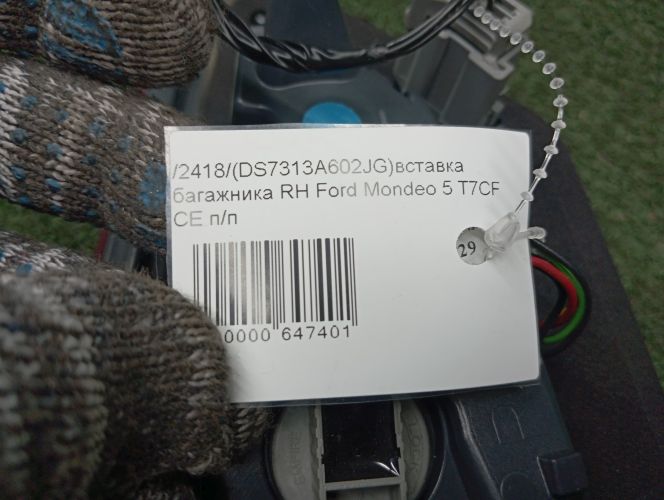 /2418/(DS7313A602JG)вставка
багажника RH Ford Mondeo 5 T7CF
CE п/п
29
0000 647401